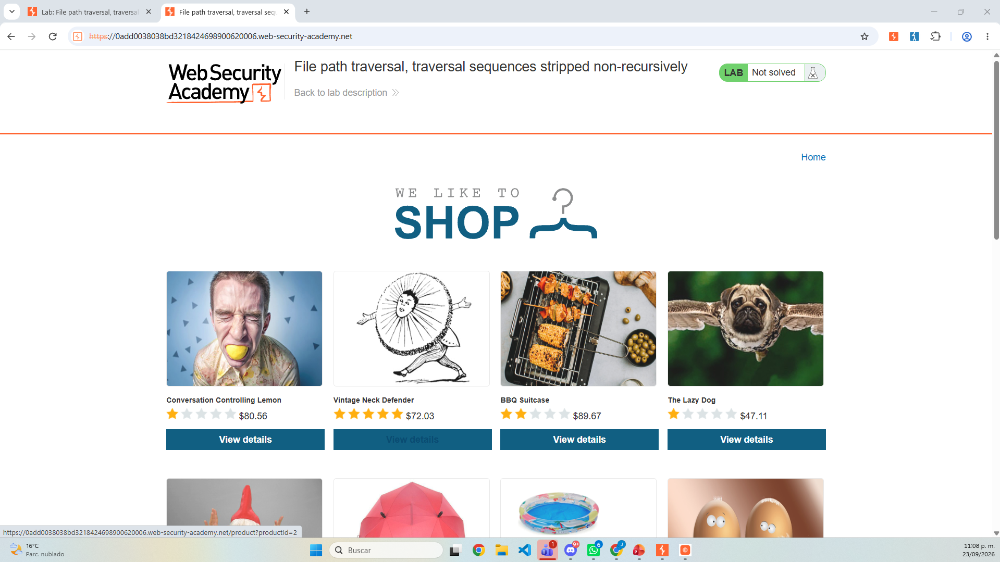 Lab: File path traversal, traversal
File path traversal, traversal seq
https://0add0038038bd3218424698900620006.web-security-academy.net
Web Security
Academy
File path traversal, traversal sequences stripped non-recursively
Back to lab description
LAB Not solved
Home
WE LIKE TO
SHOP
Conversation Controlling Lemon
$80.56
View details
Vintage Neck Defender
$72.03
View details
BBQ Suitcase
$89.67
View details
The Lazy Dog
$47.11
View details
https://0add0038038bd3218424698900620006.web-security-academy.net/product?productId=2
16°C
Parc. nublado
Buscar
1
9+
6
J
11:08 p. m.
23/09/2026